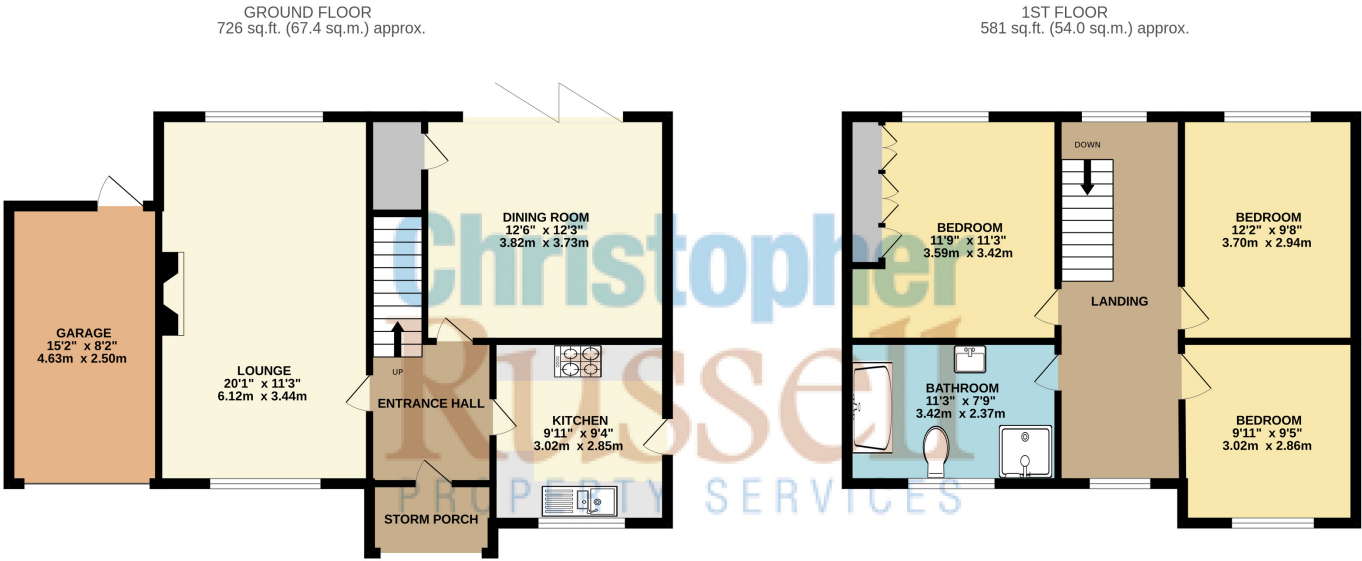 GROUND FLOOR
726 sq.ft. (67.4 sq.m.) approx.
1ST FLOOR
581 sq.ft. (54.0 sq.m.) approx.
GARAGE
15'2" x 8'2"
4.63m x 2.50m
LOUNGE
20'1" x 11'3"
6.12m x 3.44m
DINING ROOM
12'6" x 12'3"
3.82m x 3.73m
UP
ENTRANCE HALL
KITCHEN
9'11" x 9'4"
3.02m x 2.85m
STORM PORCH
BEDROOM
11'9" x 11'3"
3.59m x 3.42m
DOWN
LANDING
BEDROOM
12'2" x 9'8"
3.70m x 2.94m
BATHROOM
11'3" x 7'9"
3.42m x 2.37m
BEDROOM
9'11" x 9'5"
3.02m x 2.86m
Christopher
Russell
PROPERTY SERVICES